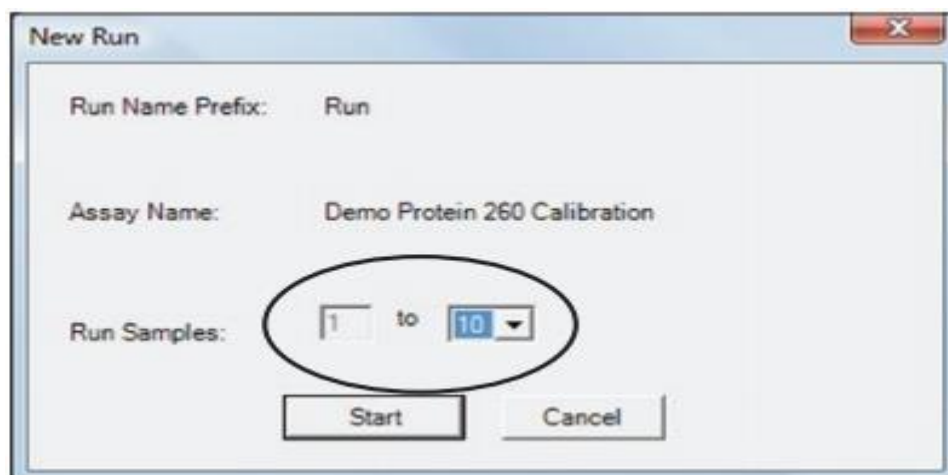 New Run
Run Name Prefix: Run
Assay Name: Demo Protein 260 Calibration
Run Samples: 1 to 10
Start Cancel